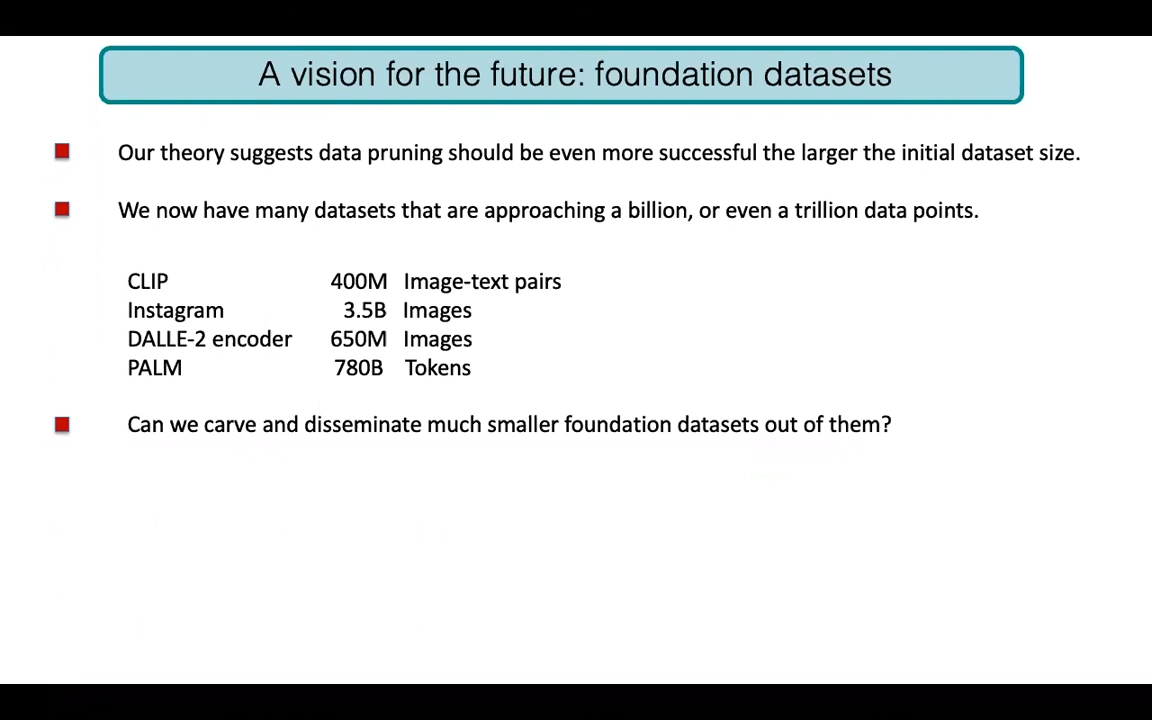 A vision for the future: foundation datasets
Our theory suggests data pruning should be even more successful the larger the initial dataset size.
We now have many datasets that are approaching a billion, or even a trillion data points.
CLIP 400M Image-text pairs
Instagram 3.5B Images
DALLE-2 encoder 650M Images
PALM 780B Tokens
Can we carve and disseminate much smaller foundation datasets out of them?